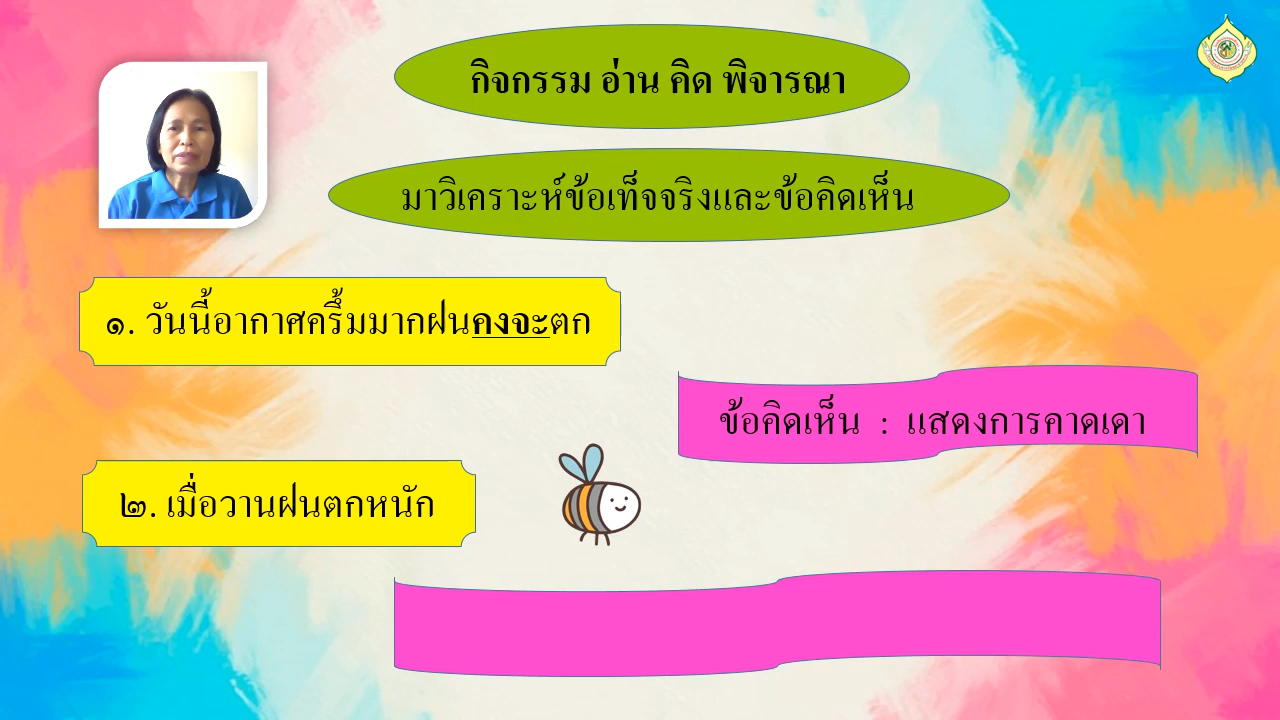 กิจกรรม อ่าน คิด พิจารณา
มาวิเคราะห์ข้อเท็จจริงและข้อคิดเห็น
๑. วันนี้อากาศครึ้มมากฝนคงจะตก
ข้อคิดเห็น : แสดงการคาดเดา
๒. เมื่อวานฝนตกหนัก